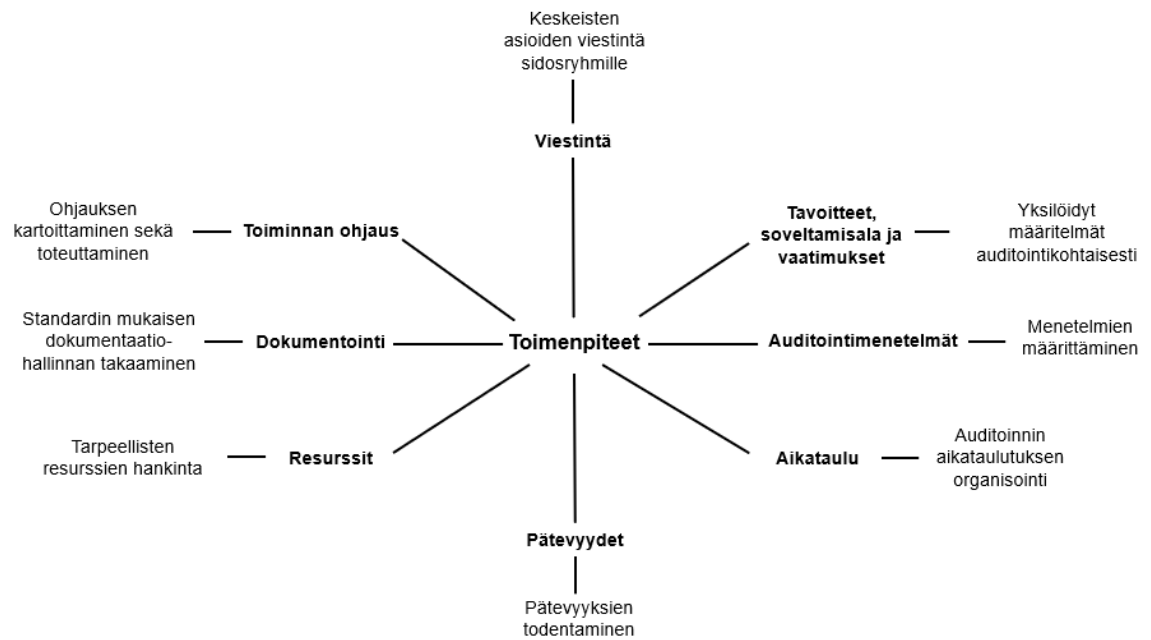 Keskeisten
asioiden viestintä
sidosryhmille
Viestintä
Ohjauksen
kartoittaminen sekä
toteuttaminen
Toiminnan ohjaus
Tavoitteet,
soveltamisala ja
vaatimukset
Yksilöidyt
määritelmät
auditointikohtaisesti
Standardin mukaisen
dokumentaatio-
hallinnan takaaminen
Dokumentointi
Toimenpiteet
Auditointimenetelmät
Menetelmien
määrittäminen
Tarpeellisten
resurssien hankinta
Resurssit
Aikataulu
Auditoinnin
aikataulutuksen
organisointi
Pätevyydet
Pätevyyksien
todentaminen